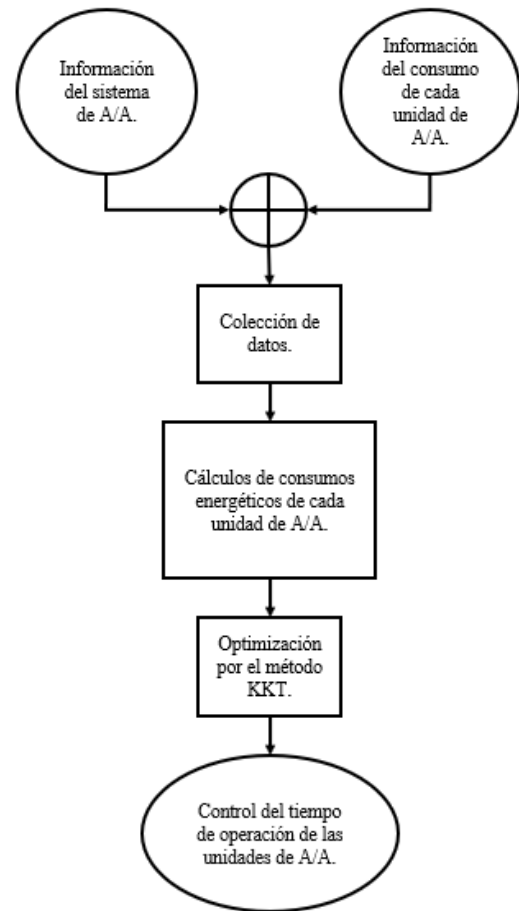 Información
del sistema
de A/A.
Información
del consumo
de cada
unidad de
A/A.
Colección de
datos.
Cálculos de consumos
energéticos de cada
unidad de A/A.
Optimización
por el método
KKT.
Control del tiempo
de operación de las
unidades de A/A.